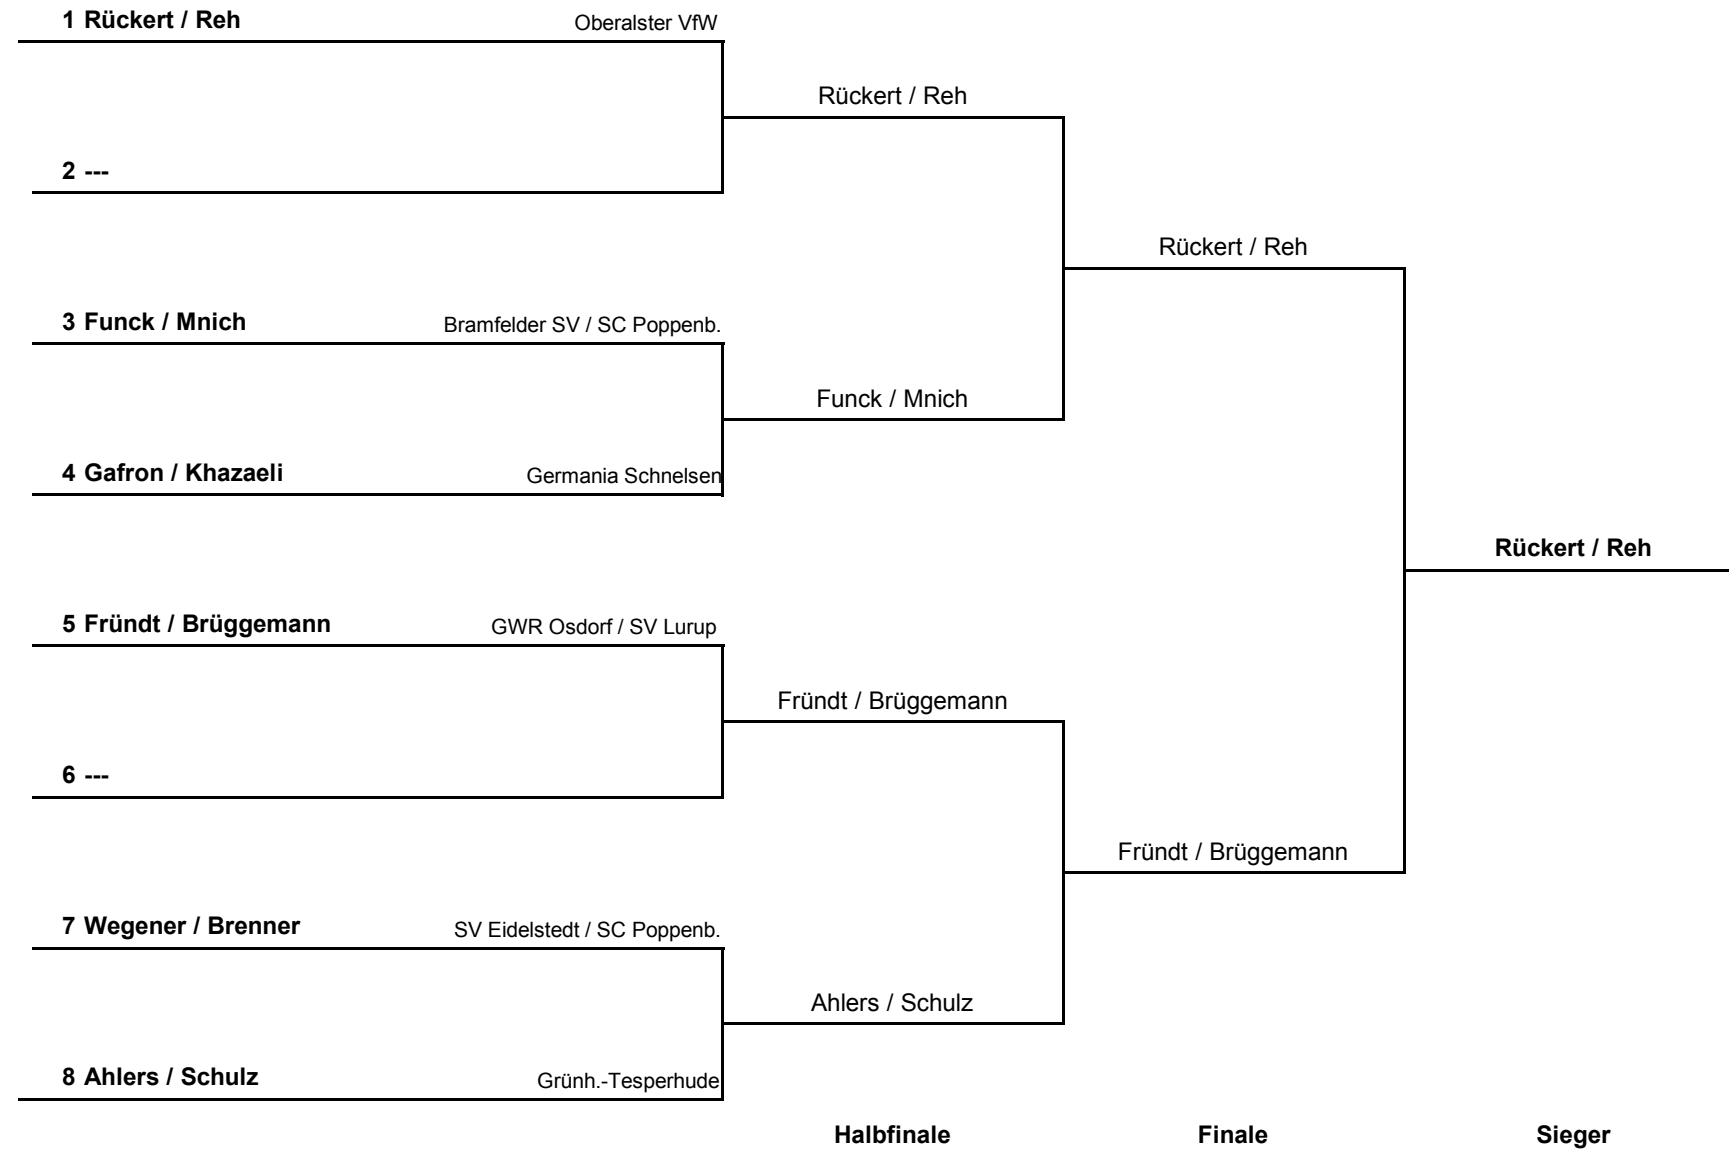 1 Rückert / Reh Oberalster VfW
Rückert / Reh
2 ---
Rückert / Reh
3 Funck / Mnich Bramfelder SV / SC Poppenb.
Funck / Mnich
4 Gafron / Khazaeli Germania Schnelsen
Rückert / Reh
5 Fründt / Brüggemann GWR Osdorf / SV Lurup
Fründt / Brüggemann
6 ---
Fründt / Brüggemann
7 Wegener / Brenner SV Eidelstedt / SC Poppenb.
Ahlers / Schulz
8 Ahlers / Schulz Grünh.-Tesperhude
Halbfinale Finale Sieger